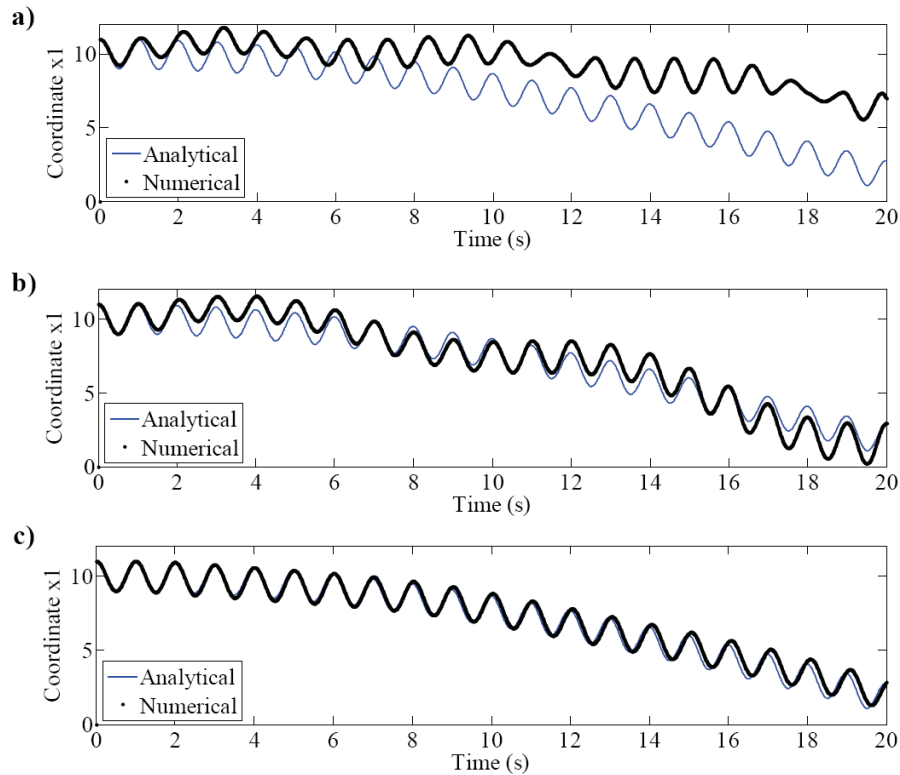 a)
Coordinate x1
10
5
0
Analytical
Numerical
0 2 4 6 8 10 12 14 16 18 20
Time (s)
b)
Coordinate x1
10
5
0
Analytical
Numerical
0 2 4 6 8 10 12 14 16 18 20
Time (s)
c)
Coordinate x1
10
5
0
Analytical
Numerical
0 2 4 6 8 10 12 14 16 18 20
Time (s)